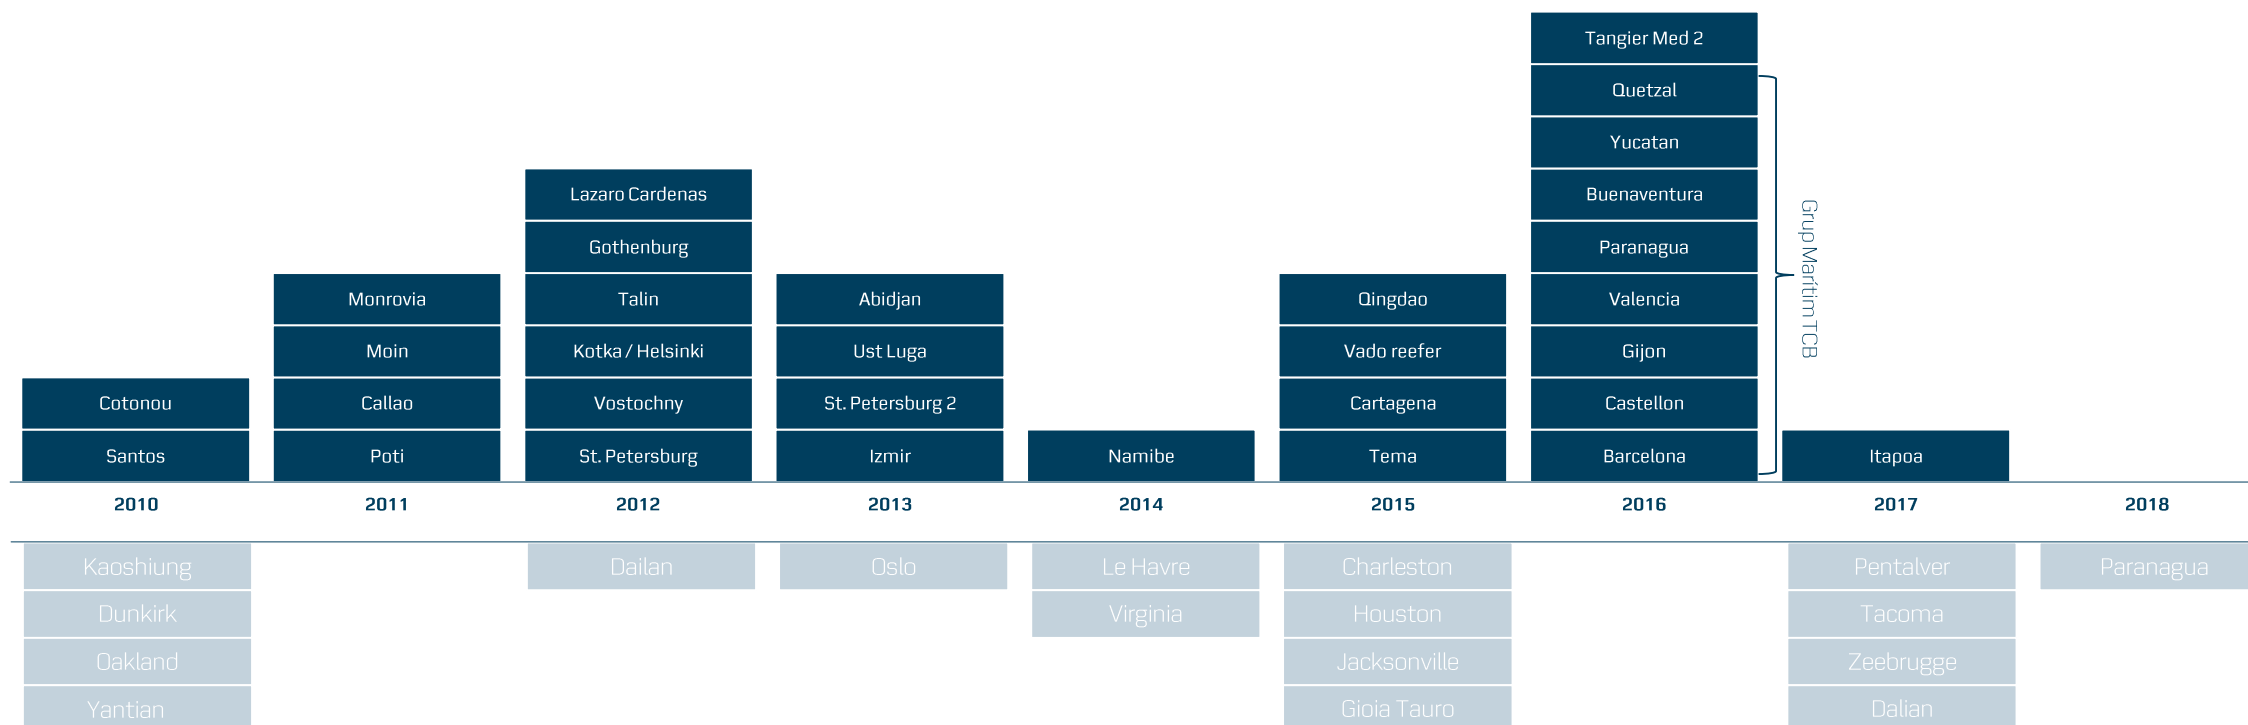 Tangier Med 2
Quetzal
Yucatan
Lazaro Cardenas
Buenaventura
Gothenburg
Paranagua
Monrovia
Talin
Abidjan
Qingdao
Valencia
Moin
Kotka / Helsinki
Ust Luga
Vado reefer
Gijon
Cotonou
Callao
Vostochny
St. Petersburg 2
Cartagena
Castellon
Santos
Poti
St. Petersburg
Izmir
Namibe
Tema
Barcelona
Itapoa
Grup Marítim TCB
2010 2011 2012 2013 2014 2015 2016 2017 2018
Kaoshiung
Dailan
Oslo
Le Havre
Charleston
Pentalver
Paranagua
Dunkirk
Virginia
Houston
Tacoma
Oakland
Jacksonville
Zeebrugge
Yantian
Gioia Tauro
Dalian